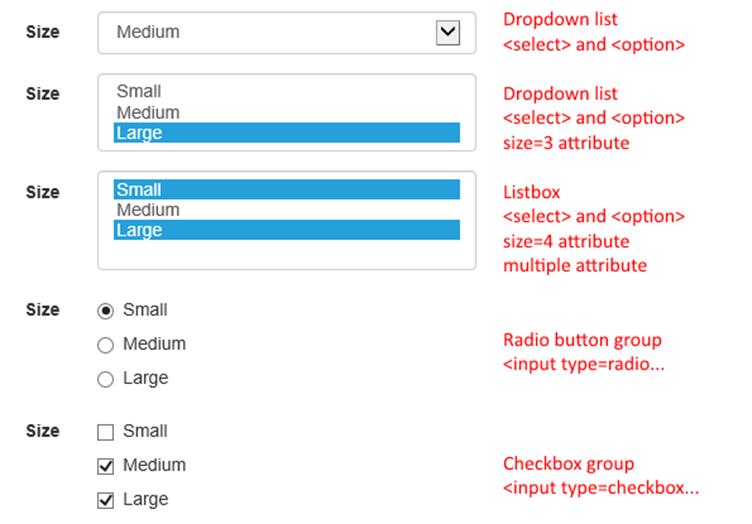 Size Medium Dropdown list
<select> and <option>
Size Small Dropdown list
Medium <select> and <option>
Large size=3 attribute
Size Small Listbox
Medium <select> and <option>
Large size=4 attribute
multiple attribute
Size Small
Medium Radio button group
<input type=radio...
Large
Size Small
Medium Checkbox group
<input type=checkbox...
Large